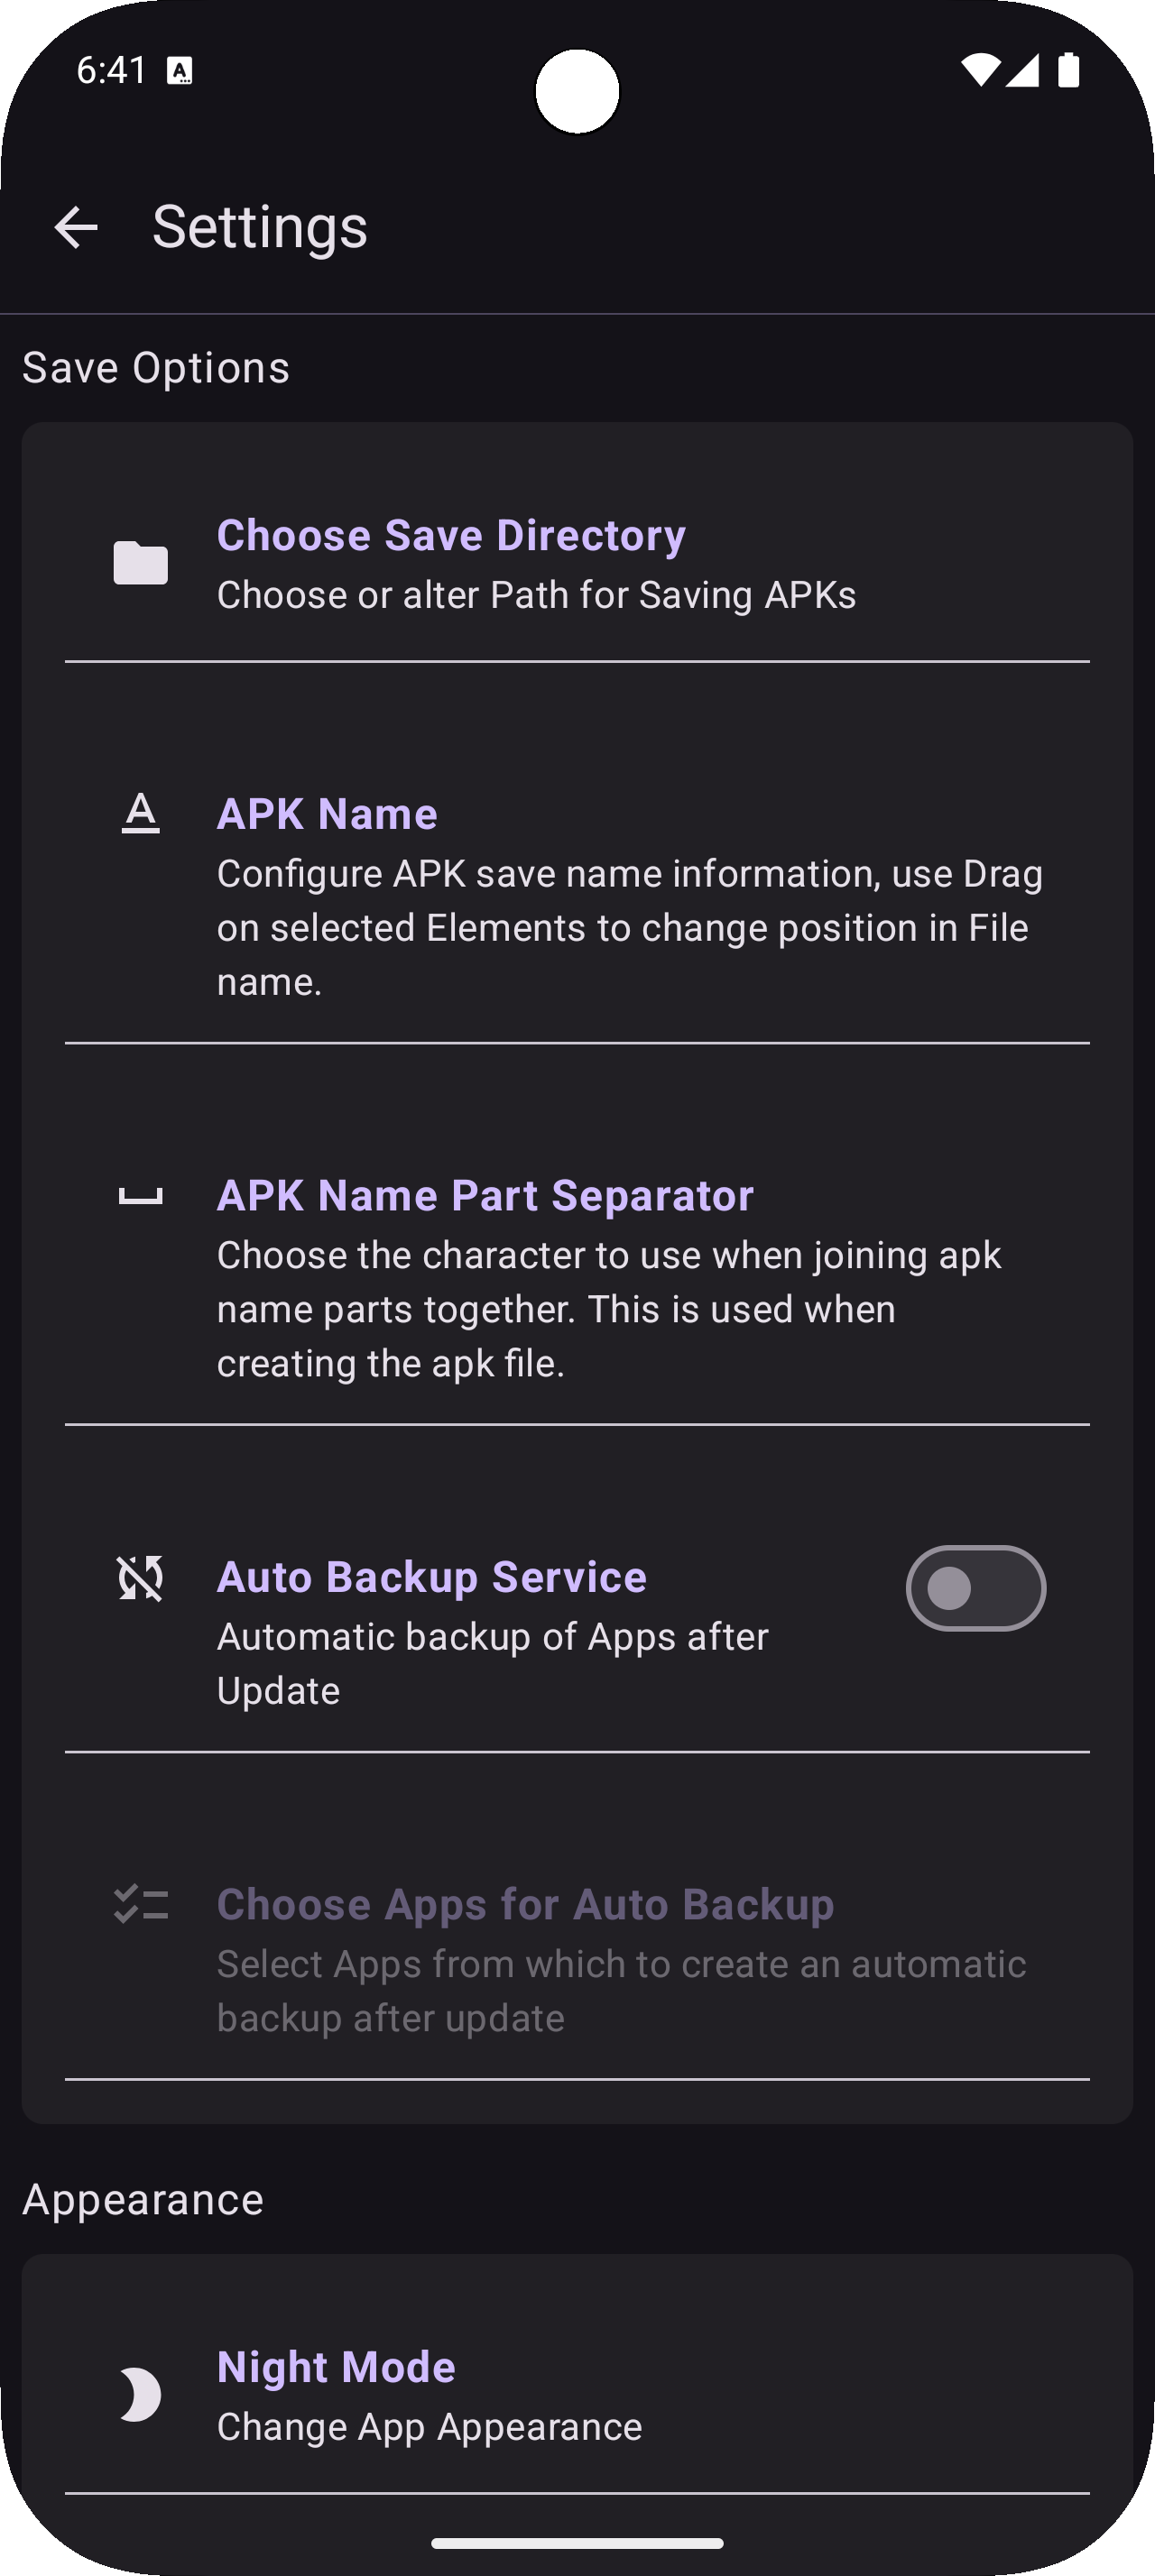 6:41
Settings
Save Options
Choose Save Directory
Choose or alter Path for Saving APKs
A
APK Name
Configure APK save name information, use Drag
on selected Elements to change position in File
name.
APK Name Part Separator
Choose the character to use when joining apk
name parts together. This is used when
creating the apk file.
Auto Backup Service
Automatic backup of Apps after
Update
Choose Apps for Auto Backup
Select Apps from which to create an automatic
backup after update
Appearance
Night Mode
Change App Appearance